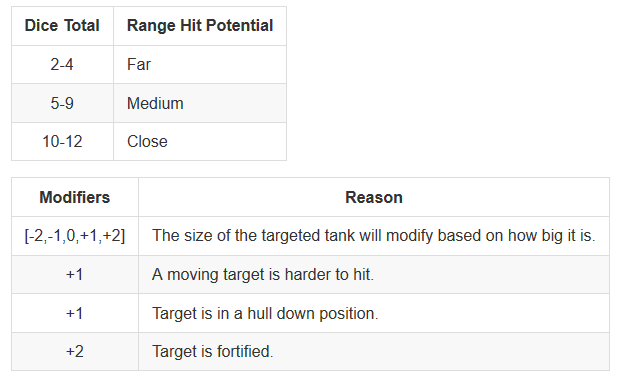 Dice Total Range Hit Potential
2-4 Far
5-9 Medium
10-12 Close
Modifiers Reason
[-2,-1,0,+1,+2] The size of the targeted tank will modify based on how big it is.
+1 A moving target is harder to hit.
+1 Target is in a hull down position.
+2 Target is fortified.